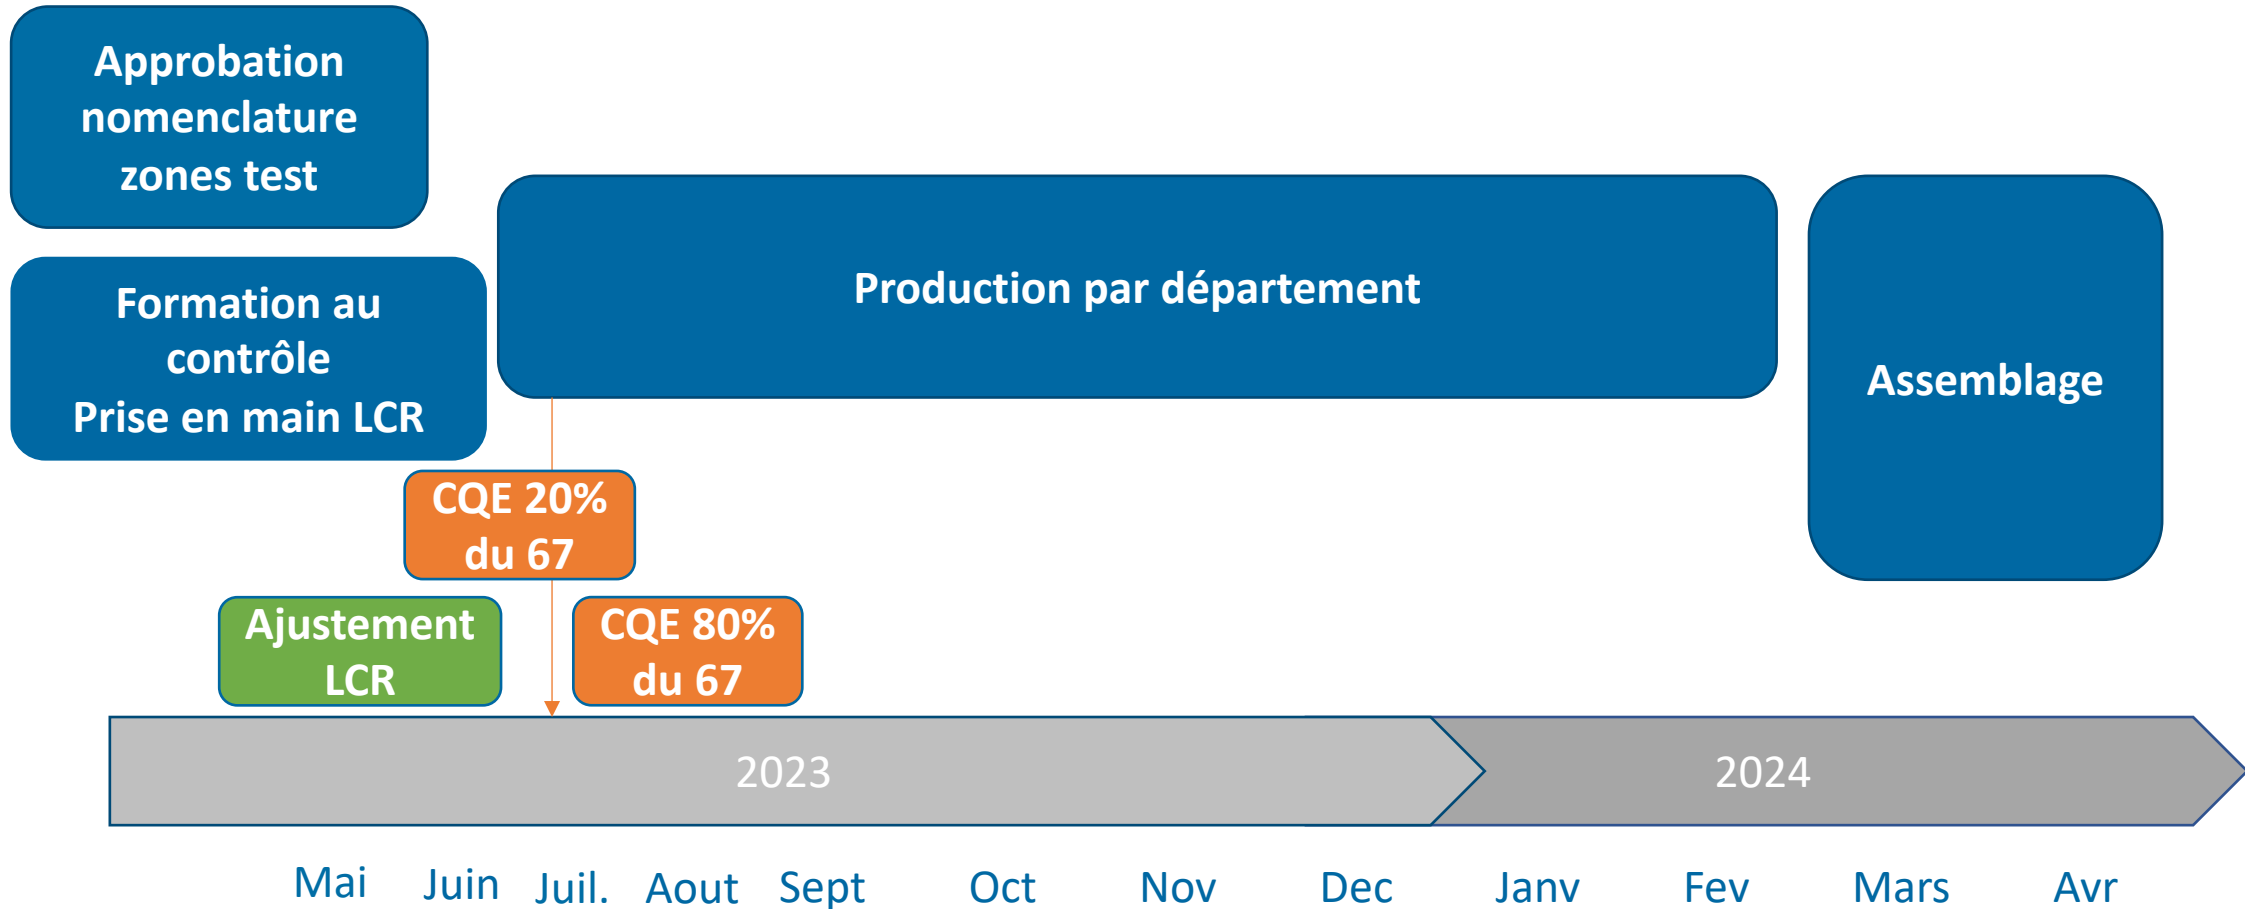 Approbation
nomenclature
zones test
Formation au
contrôle
Prise en main LCR
Production par département
Assemblage
CQE 20%
du 67
Ajustement
LCR
CQE 80%
du 67
2023
2024
Mai Juin Juil. Aout Sept Oct Nov Dec Janv Fev Mars Avr